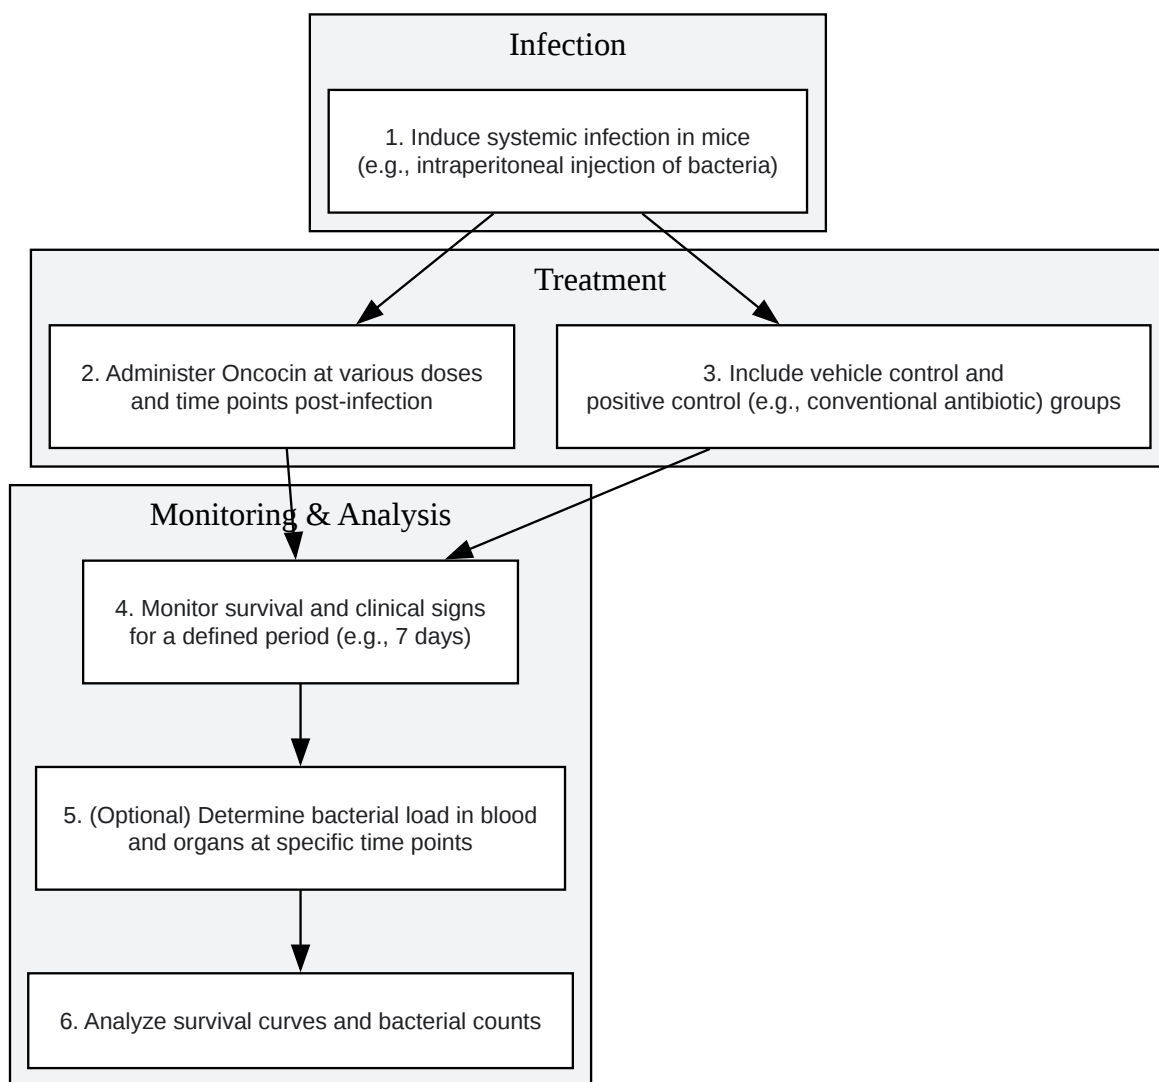 Infection
1. Induce systemic infection in mice
(e.g., intraperitoneal injection of bacteria)
Treatment
2. Administer Oncocin at various doses
and time points post-infection
3. Include vehicle control and
positive control (e.g., conventional antibiotic) groups
Monitoring & Analysis
4. Monitor survival and clinical signs
for a defined period (e.g., 7 days)
5. (Optional) Determine bacterial load in blood
and organs at specific time points
6. Analyze survival curves and bacterial counts